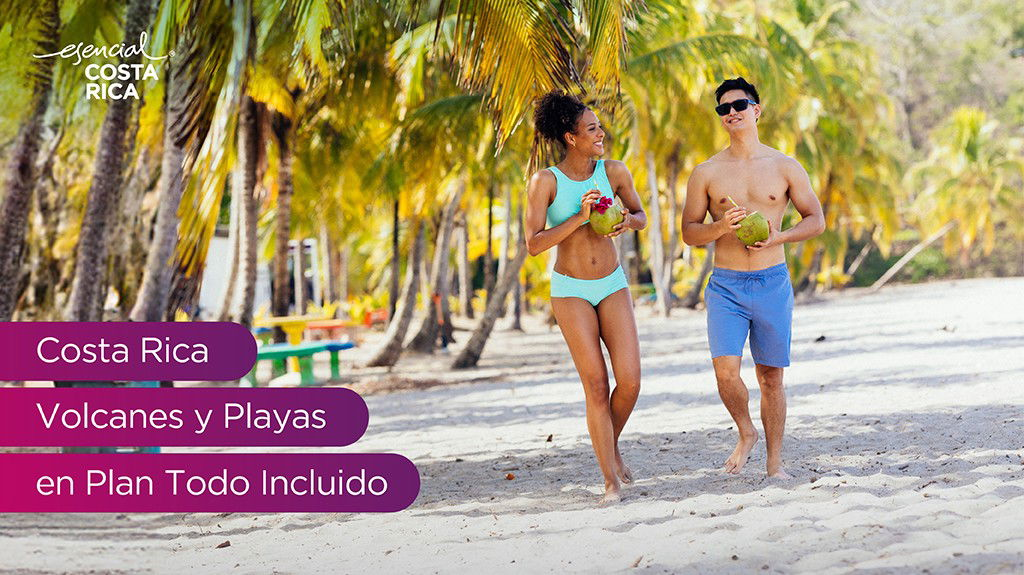 esencial
COSTA
RICA
Costa Rica
Volcanes y Playas
en Plan Todo Incluido